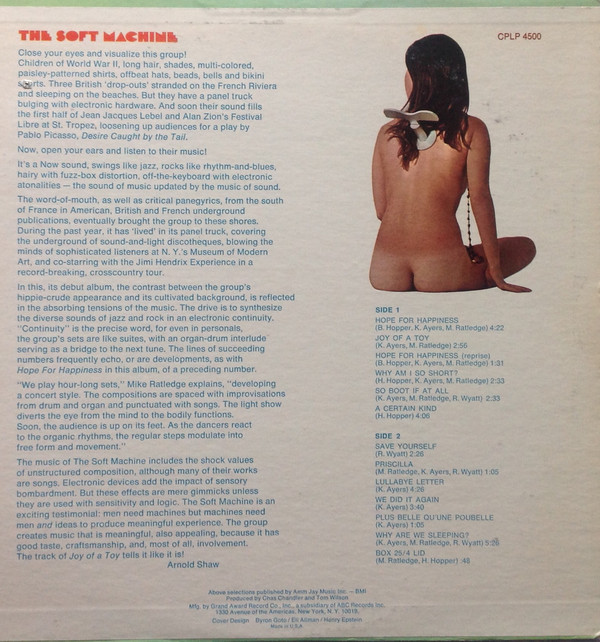 THE SOFT MACHINE
CPLP 4500
Close your eyes and visualize this group!
Children of World War II, long hair, shades, multi-colored,
paisley-patterned shirts, offbeat hats, beads, bells and bikini
shorts. Three British 'drop-outs' stranded on the French Riviera
and sleeping on the beaches. But they have a panel truck
bulging with electronic hardware. And soon their sound fills
the first half of Jean Jacques Lebel and Alan Zion's Festival
Libre at St. Tropez, loosening up audiences for a play by
Pablo Picasso, Desire Caught by the Tail.
Now, open your ears and listen to their music!
It's a Now sound, swings like jazz, rocks like rhythm-and-blues,
hairy with fuzz-box distortion, off-the-keyboard with electronic
atonalities — the sound of music updated by the music of sound.
The word-of-mouth, as well as critical panegyrics, from the south
of France in American, British and French underground
publications, eventually brought the group to these shores.
During the past year, it has 'lived' in its panel truck, covering
the underground of sound-and-light discotheques, blowing the
minds of sophisticated listeners at N. Y.'s Museum of Modern
Art, and co-starring with the Jimi Hendrix Experience in a
record-breaking, crosscountry tour.
In this, its debut album, the contrast between the group's
hippie-crude appearance and its cultivated background, is reflected
in the absorbing tensions of the music. The drive is to synthesize
the diverse sounds of jazz and rock in an electronic continuity.
"Continuity" is the precise word, for even in personals,
the group's sets are like suites, with an organ-drum interlude
serving as a bridge to the next tune. The lines of succeeding
numbers frequently echo, or are developments, as with
Hope For Happiness in this album, of a preceding number.
"We play hour-long sets," Mike Ratledge explains, "developing
a concert style. The compositions are spaced with improvisations
from drum and organ and punctuated with songs. The light show
diverts the eye from the mind to the bodily functions.
Soon, the audience is up on its feet. As the dancers react
to the organic rhythms, the regular steps modulate into
free form and movement."
The music of The Soft Machine includes the shock values
of unstructured composition, although many of their works
are songs. Electronic devices add the impact of sensory
bombardment. But these effects are mere gimmicks unless
they are used with sensitivity and logic. The Soft Machine is an
exciting testimonial: men need machines but machines need
men and ideas to produce meaningful experience. The group
creates music that is meaningful, also appealing, because it has
good taste, craftsmanship, and, most of all, involvement.
The track of Joy of a Toy tells it like it is!
Arnold Shaw
SIDE 1
HOPE FOR HAPPINESS
(B. Hopper, K. Ayers, M. Ratledge) 4:22
JOY OF A TOY
(K. Ayers, M. Ratledge) 2:56
HOPE FOR HAPPINESS (reprise)
(B. Hopper, K. Ayers, M. Ratledge) 1:31
WHY AM I SO SHORT?
(H. Hopper, K. Ayers, M. Ratledge) 2:33
SO BOOT IF AT ALL
(K. Ayers, M. Ratledge, R. Wyatt) 2:33
A CERTAIN KIND
(H. Hopper) 4:06
SIDE 2
SAVE YOURSELF
(R. Wyatt) 2:28
PRISCILLA
(M. Ratledge, K. Ayers, R. Wyatt) 1:05
LULLABYE LETTER
(K. Ayers) 4:26
WE DID IT AGAIN
(K. Ayers) 3:40
PLUS BELLE QU'UNE POUBELLE
(K. Ayers) 1:05
WHY ARE WE SLEEPING?
(K. Ayers, M. Ratledge, R. Wyatt)
BOX 25/4 LID
(M. Ratledge, H. Hopper) :48
Above selections published by Amim Jay Music Inc. — BMI
Produced by Chas Chandler and Tom Wilson.
Mfg. by Grand Award Record Co., Inc., a subsidiary of ABC Records Inc.
1330 Avenue of the Americas, New York, N. Y. 10019.
Cover Design Byron Goto / Eli Aliman / Henry Epstein
Made in U.S.A.